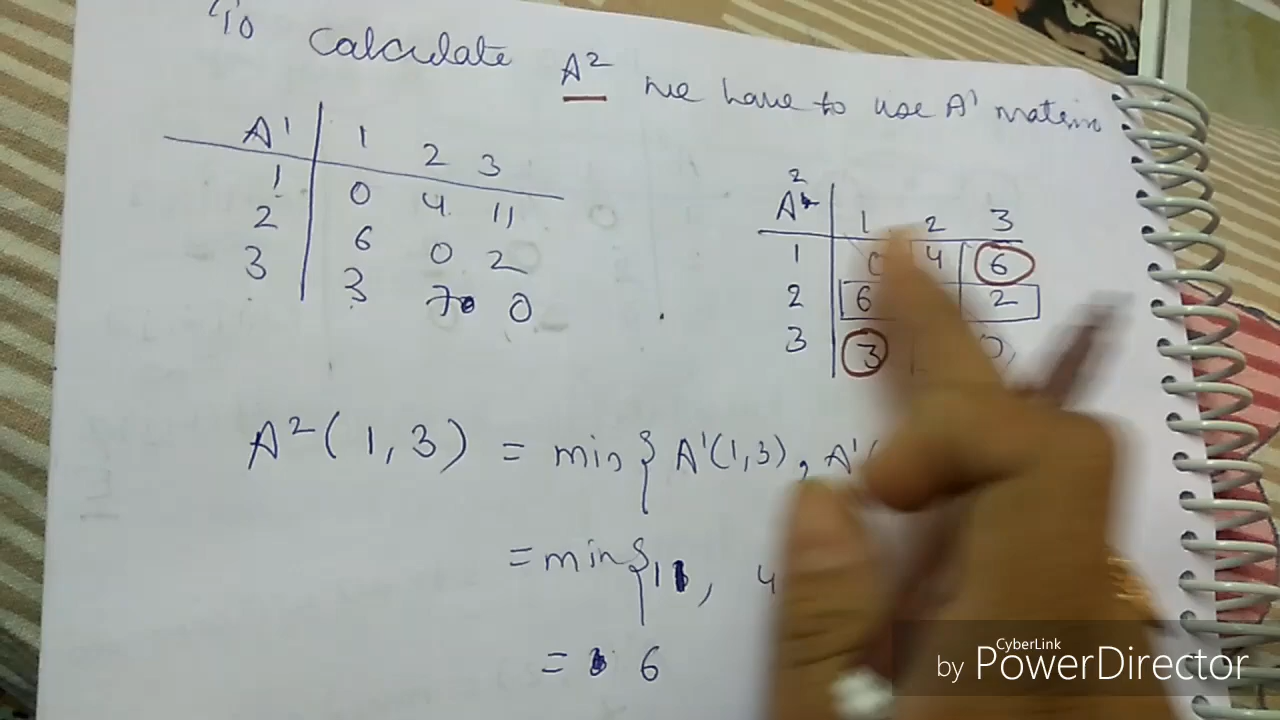 To calculate A² we have to use A¹ matrix
A¹ 1 2 3
1 0 4 11
2 6 0 2
3 3 7 0
A² 1 2 3
1 0 4 6
2 6 2
3 3 0
A²(1,3) = min{ A¹(1,3), A¹(
= min{ 11, 4
= 6
CyberLink
by PowerDirector